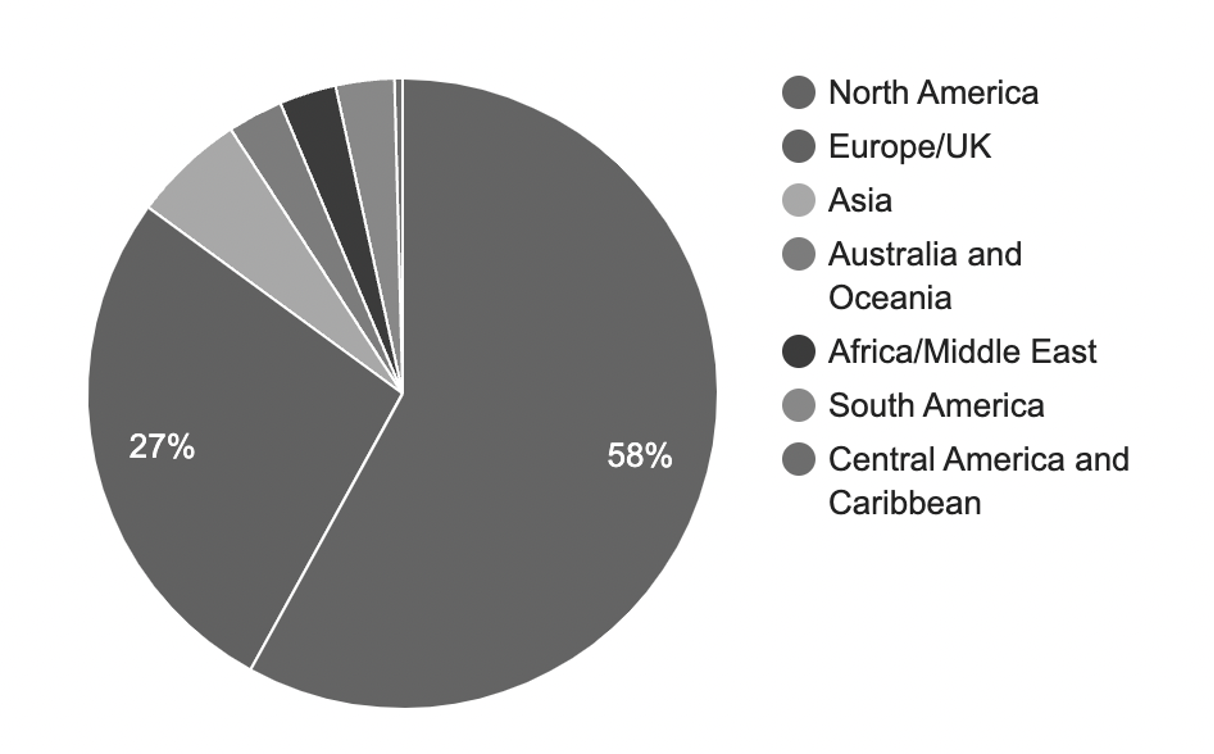 North America
Europe/UK
Asia
Australia and
Oceania
Africa/Middle East
South America
Central America and
Caribbean
27%
58%